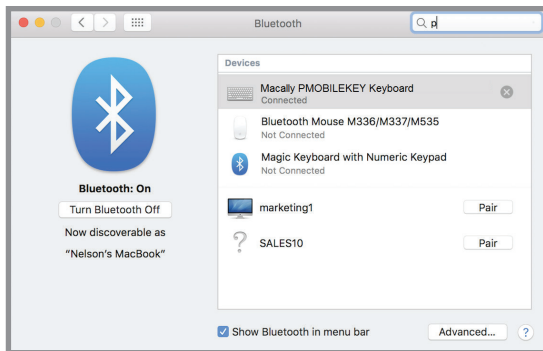 Bluetooth
p
Devices
Macally PMOBILEKEY Keyboard
Connected
Bluetooth Mouse M336/M337/M535
Not Connected
Magic Keyboard with Numeric Keypad
Not Connected
Bluetooth: On
Turn Bluetooth Off
Now discoverable as
“Nelson’s MacBook”
marketing1
Pair
SALES10
Pair
Show Bluetooth in menu bar
Advanced...
?